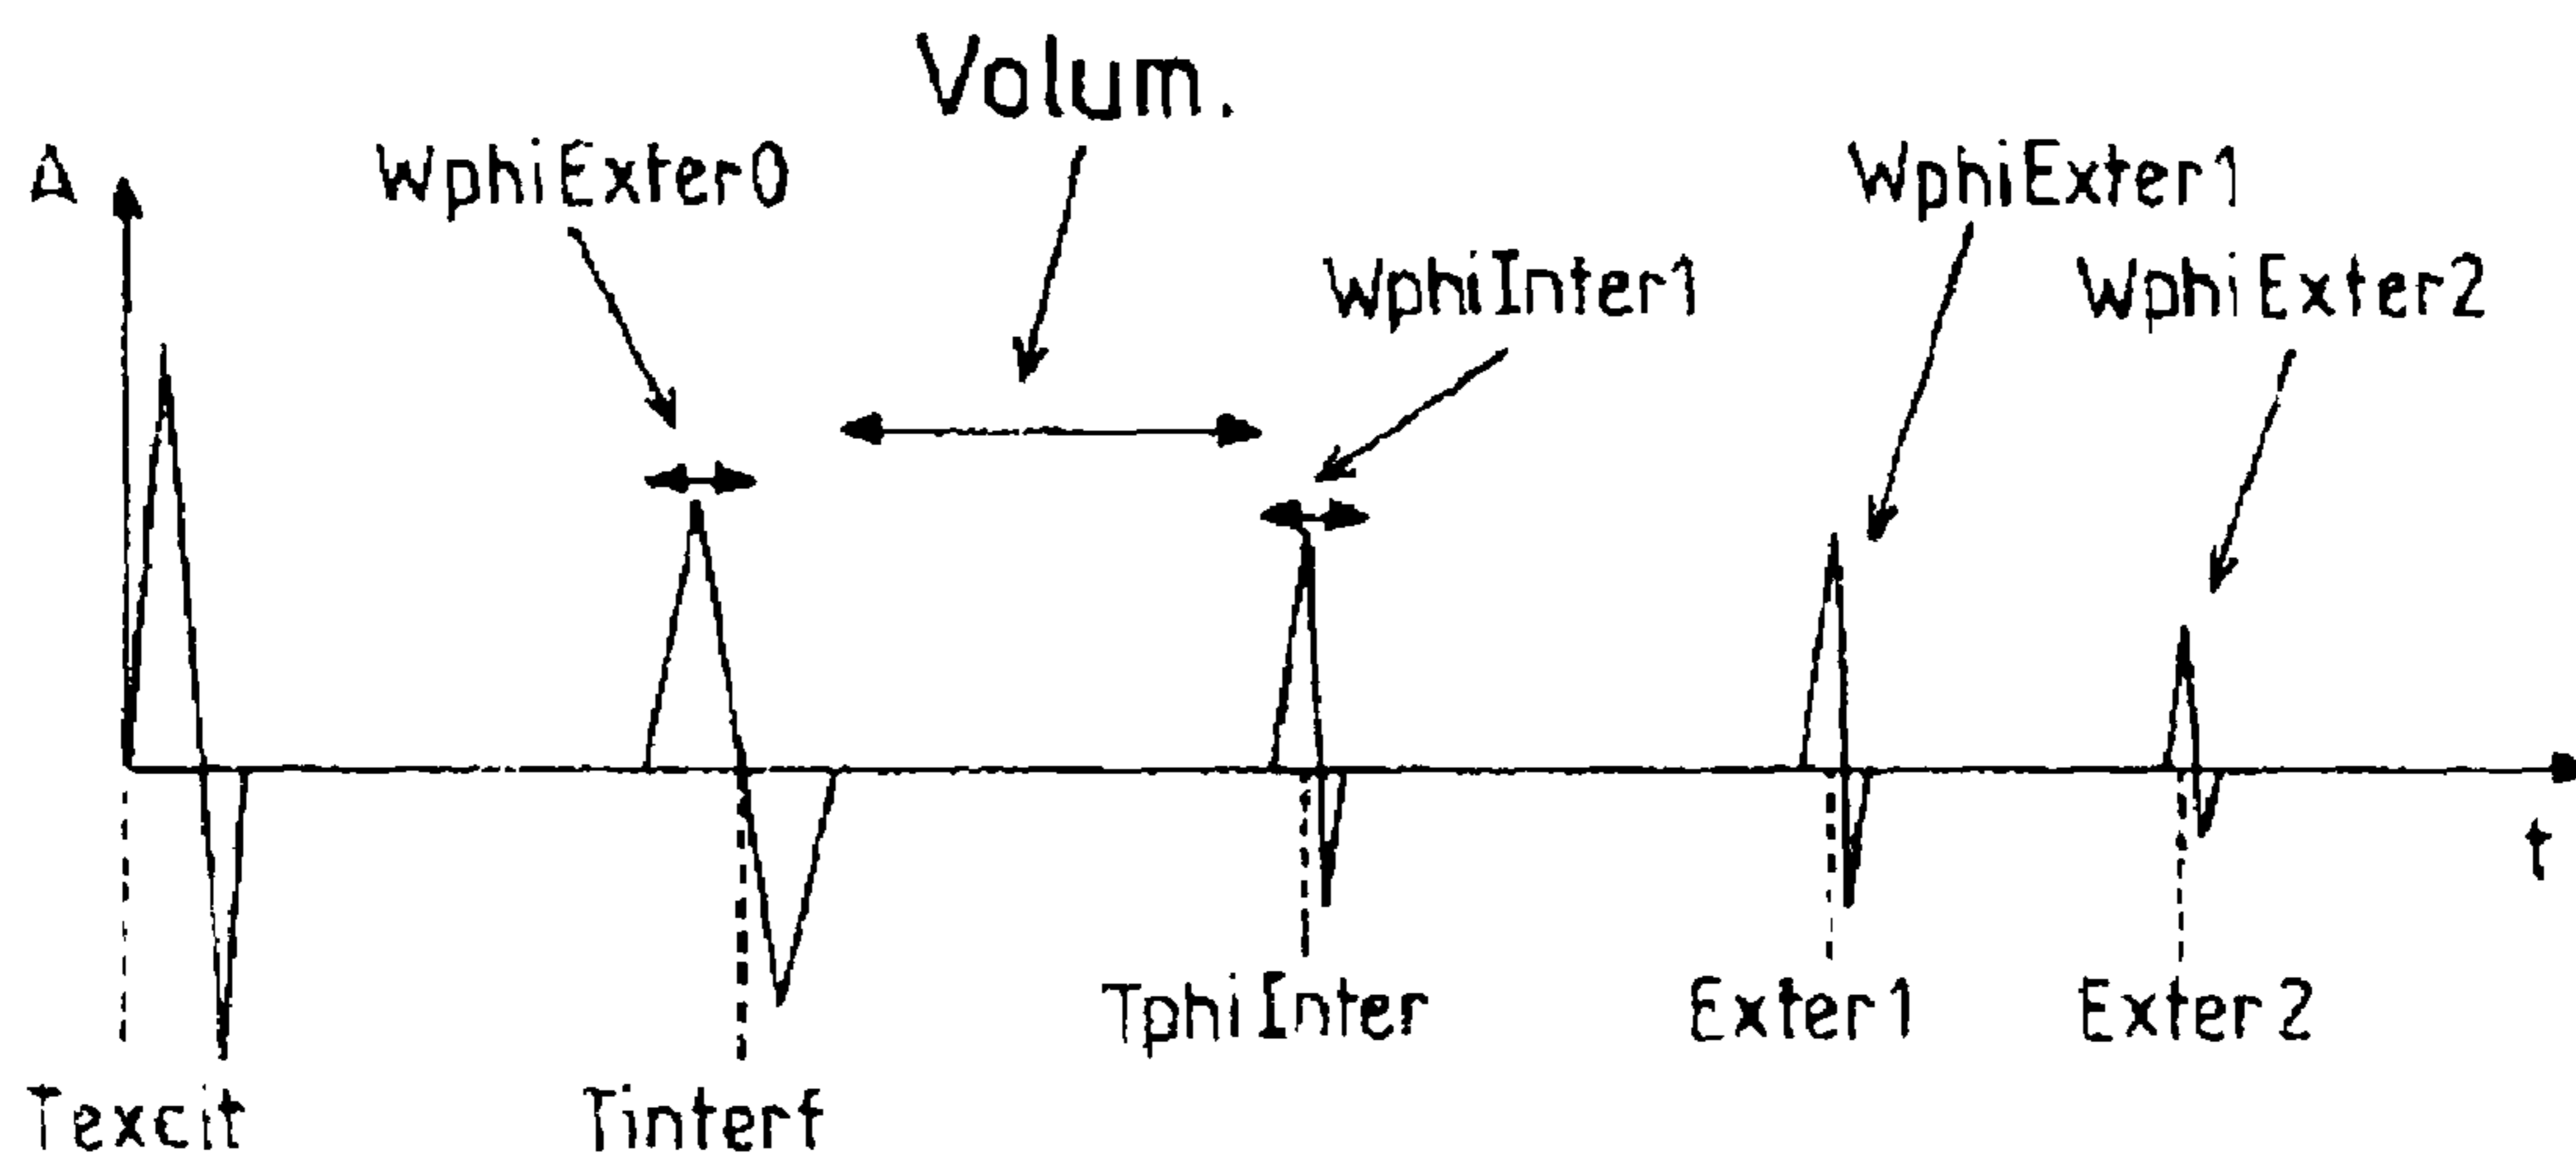 Volum.
A
WphiExter0
WphiExter1
WphiInter1
WphiExter2
t
TphiInter
Exter1
Exter2
Texcit
Tinterf